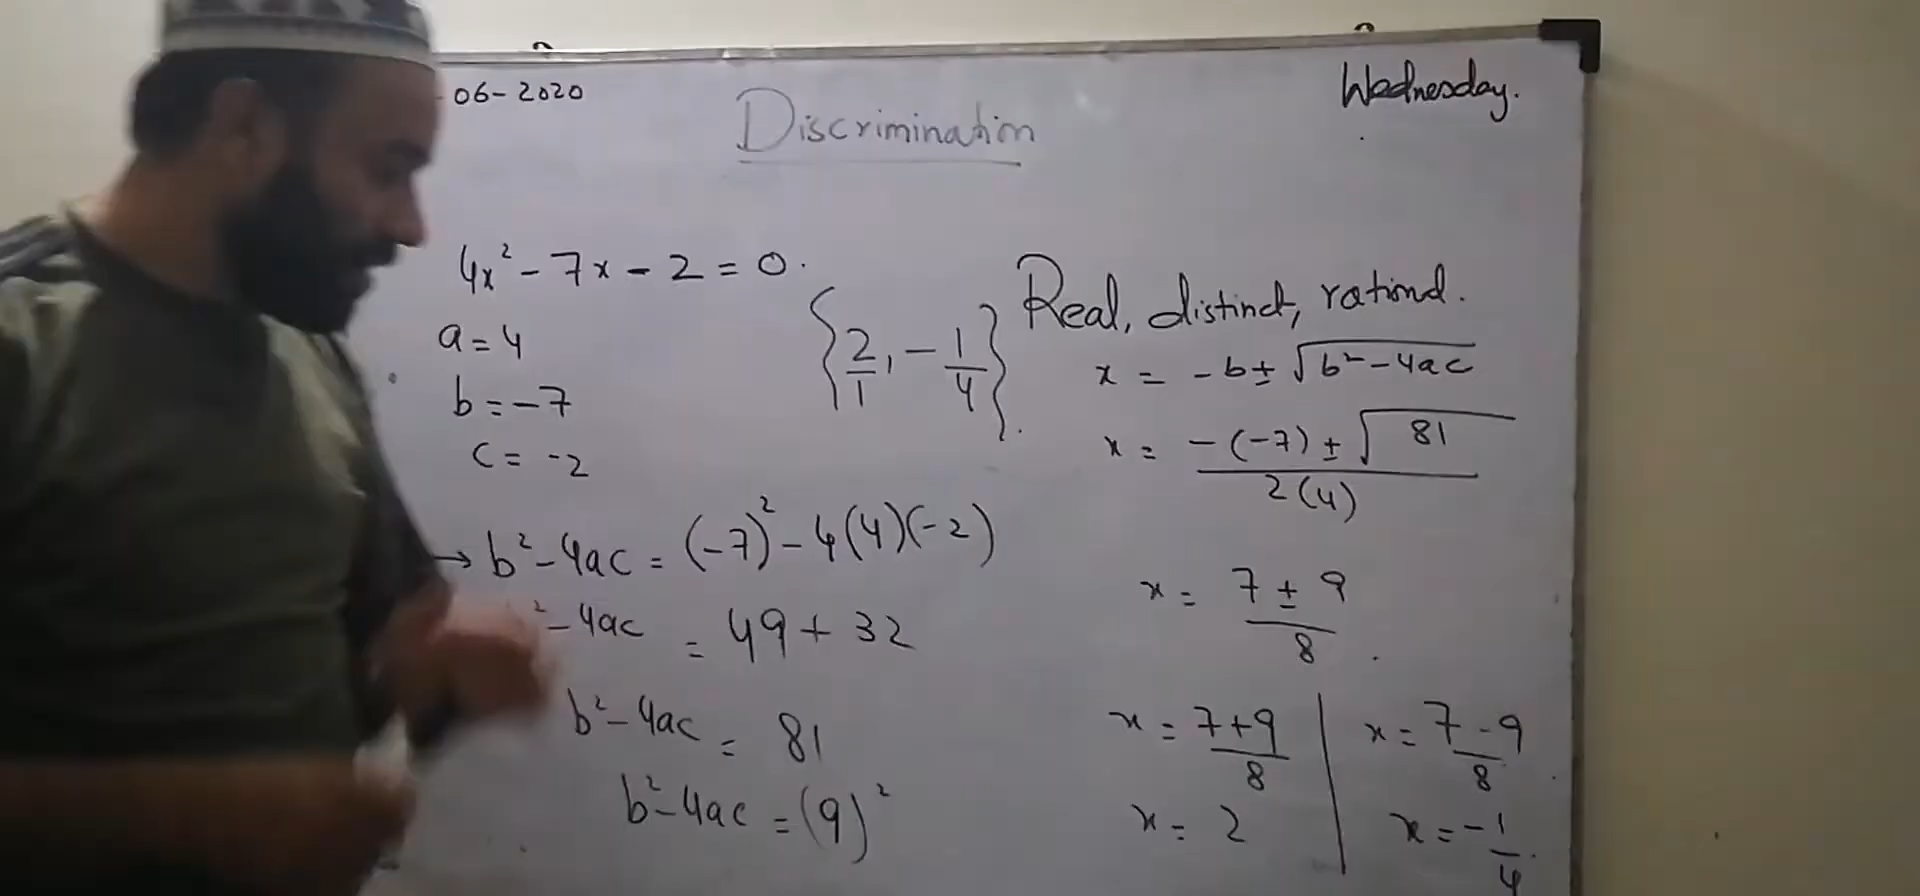 06-2020
Wednesday.
Discrimination
4x² - 7x - 2 = 0.
a = 4
b = -7
c = -2
→ b² - 4ac = (-7)² - 4(4)(-2)
² - 4ac = 49 + 32
b² - 4ac = 81
b² - 4ac = (9)²
{2/1, -1/4}.
Real, distinct, rational.
x = -b ± √b² - 4ac
x = -(-7) ± √81 / 2(4)
x = 7 ± 9 / 8
x = 7+9 / 8 | x = 7-9 / 8
x = 2 | x = -1/4